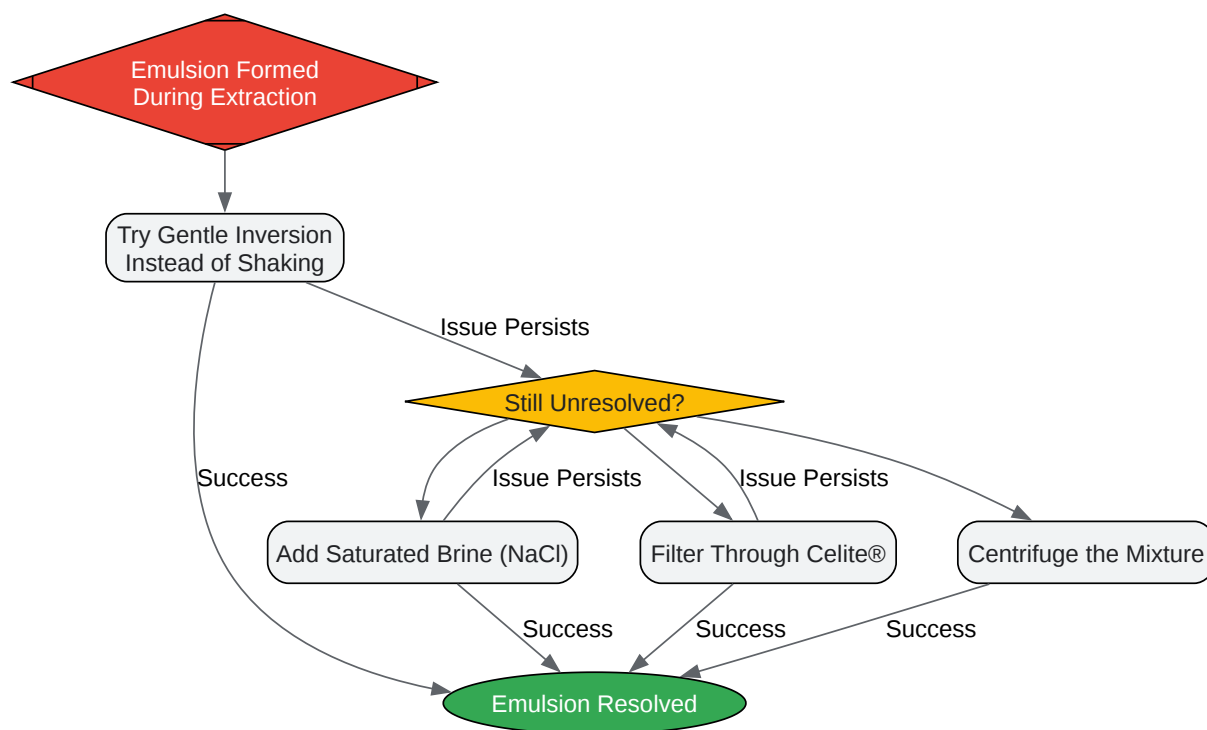 Emulsion Formed
During Extraction
Try Gentle Inversion
Instead of Shaking
Issue Persists
Still Unresolved?
Success
Issue Persists
Issue Persists
Add Saturated Brine (NaCl)
Filter Through Celite®
Centrifuge the Mixture
Success
Success
Success
Emulsion Resolved